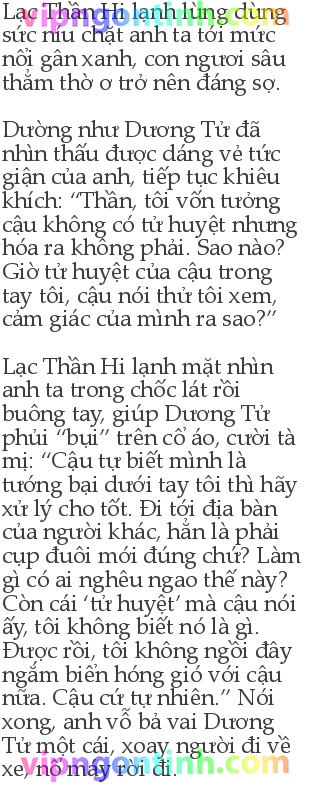 Lạc Thần Hi lạnh lùng dùng
sức níu chặt anh ta tới mức
nổi gân xanh, con ngươi sâu
thẳm thờ ơ trở nên đáng sợ.
Dường như Dương Tử đã
nhìn thấu được dáng vẻ tức
giận của anh, tiếp tục khiêu
khích: “Thần, tôi vốn tưởng
cậu không có tử huyệt nhưng
hóa ra không phải. Sao nào?
Giờ tử huyệt của cậu trong
tay tôi, cậu nói thử tôi xem,
cảm giác của mình ra sao?”
Lạc Thần Hi lạnh mặt nhìn
anh ta trong chốc lát rồi
buông tay, giúp Dương Tử
phủi “bụi” trên cổ áo, cười tà
mị: “Cậu tự biết mình là
tướng bại dưới tay tôi thì hãy
xử lý cho tốt. Đi tới địa bàn
của người khác, hẳn là phải
cụp đuôi mới đúng chứ? Làm
gì có ai nghêu ngao thế này?
Còn cái ‘tử huyệt’ mà cậu nói
ấy, tôi không biết nó là gì.
Được rồi, tôi không ngồi đây
ngắm biển hóng gió với cậu
nữa. Cậu cứ tự nhiên.” Nói
xong, anh vỗ bả vai Dương
Tử một cái, xoay người đi về
xe, nổ máy rời đi.
vipngontinh.com
vipngontinh.com